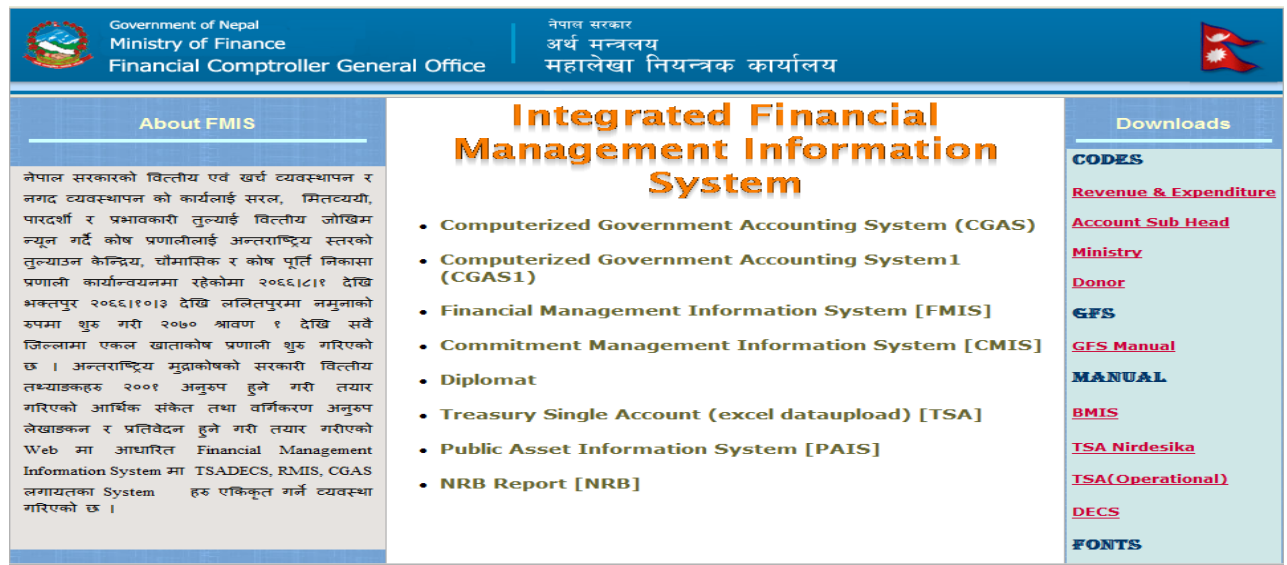 Government of Nepal
Ministry of Finance
Financial Comptroller General Office
नेपाल सरकार
अर्थ मन्त्रलय
महालेखा नियन्त्रक कार्यालय
About FMIS
नेपाल सरकारको वित्तीय एवं खर्च व्यवस्थापन र
नगद व्यवस्थापन को कार्यलाई सरल, मितव्ययी,
पारदर्शी र प्रभावकारी तुल्याई वित्तीय जोखिम
न्यून गर्दै कोष प्रणालीलाई अन्तराष्ट्रिय स्तरको
तुल्याउन केन्द्रिय, चौमासिक र कोष पूर्ति निकासा
प्रणाली कार्यान्वयनमा रहेकोमा २०६६।८।१ देखि
भक्तपुर २०६६।१०।३ देखि ललितपुरमा नमुनाको
रुपमा शुरु गरी २०७० श्रावण १ देखि सवै
जिल्लामा एकल खाताकोष प्रणाली शुरु गरिएको
छ । अन्तराष्ट्रिय मुद्राकोषको सरकारी वित्तीय
तथ्याङकहरु २००१ अनुरुप हुने गरी तयार
गरिएको आर्थिक संकेत तथा वर्गिकरण अनुरुप
लेखाङकन र प्रतिवेदन हुने गरी तयार गरीएको
Web मा आधारित Financial Management
Information System मा TSADECS, RMIS, CGAS
लगायतका System हरु एकिकृत गर्ने व्यवस्था
गरिएको छ ।
Integrated Financial
Management Information
System
• Computerized Government Accounting System (CGAS)
• Computerized Government Accounting System1
(CGAS1)
• Financial Management Information System [FMIS]
• Commitment Management Information System [CMIS]
• Diplomat
• Treasury Single Account (excel dataupload) [TSA]
• Public Asset Information System [PAIS]
• NRB Report [NRB]
Downloads
CODES
Revenue & Expenditure
Account Sub Head
Ministry
Donor
GFS
GFS Manual
MANUAL
BMIS
TSA Nirdesika
TSA(Operational)
DECS
FONTS